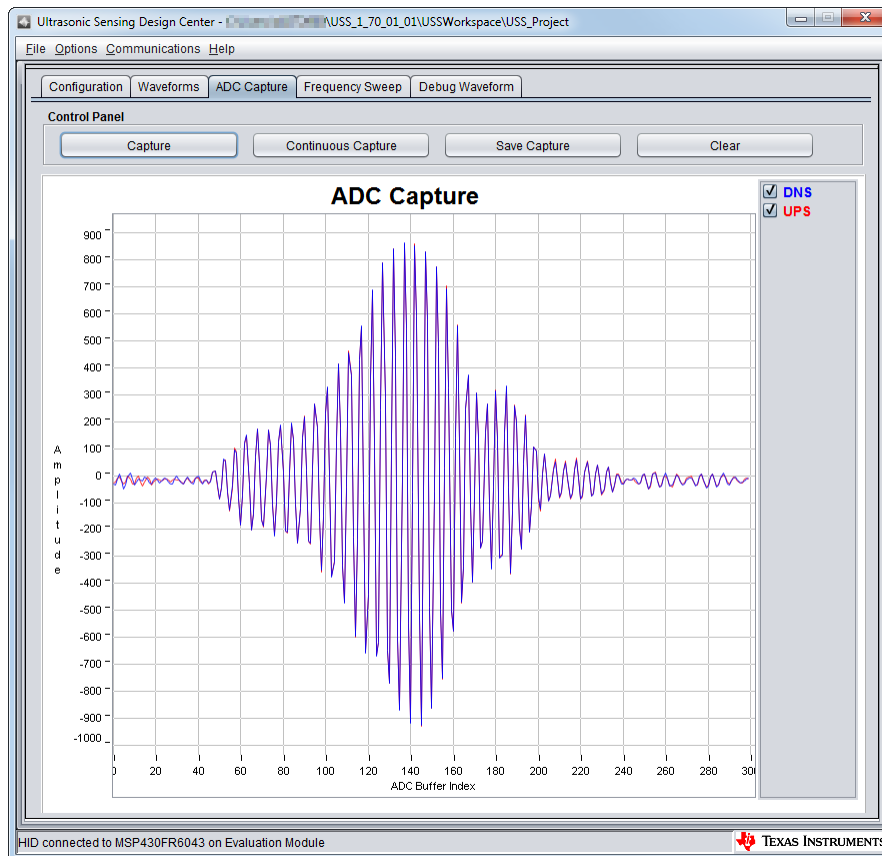 Ultrasonic Sensing Design Center - \USS_1_70_01_01\USSWorkspace\USS_Project
File Options Communications Help
Configuration Waveforms ADC Capture Frequency Sweep Debug Waveform
Control Panel
Capture Continuous Capture Save Capture Clear
ADC Capture
DNS
UPS
900
800
700
600
500
400
300
200
100
0
-100
-200
-300
-400
-500
-600
-700
-800
-900
-1000
Amplitude
0 20 40 60 80 100 120 140 160 180 200 220 240 260 280 300
ADC Buffer Index
HID connected to MSP430FR6043 on Evaluation Module
TEXAS INSTRUMENTS